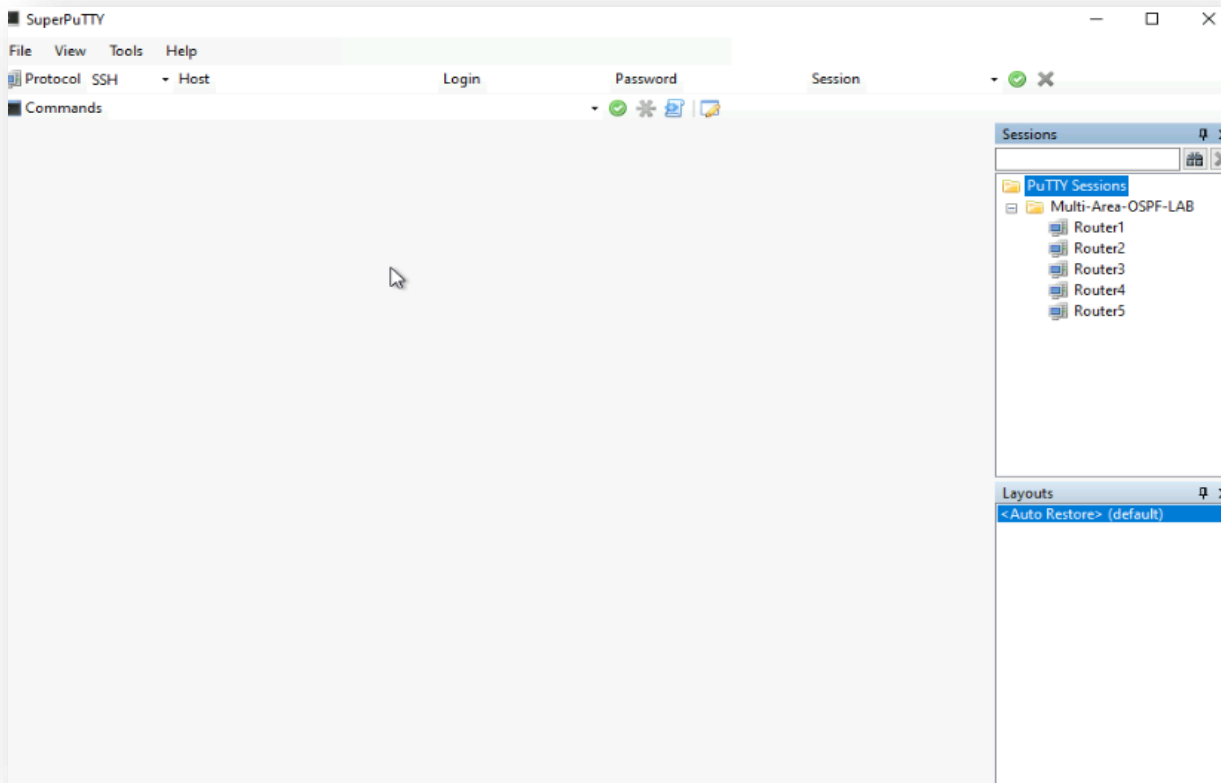 SuperPuTTY
File View Tools Help
Protocol SSH Host Login Password Session
Commands
Sessions
PuTTY Sessions
Multi-Area-OSPF-LAB
Router1
Router2
Router3
Router4
Router5
Layouts
<Auto Restore> (default)